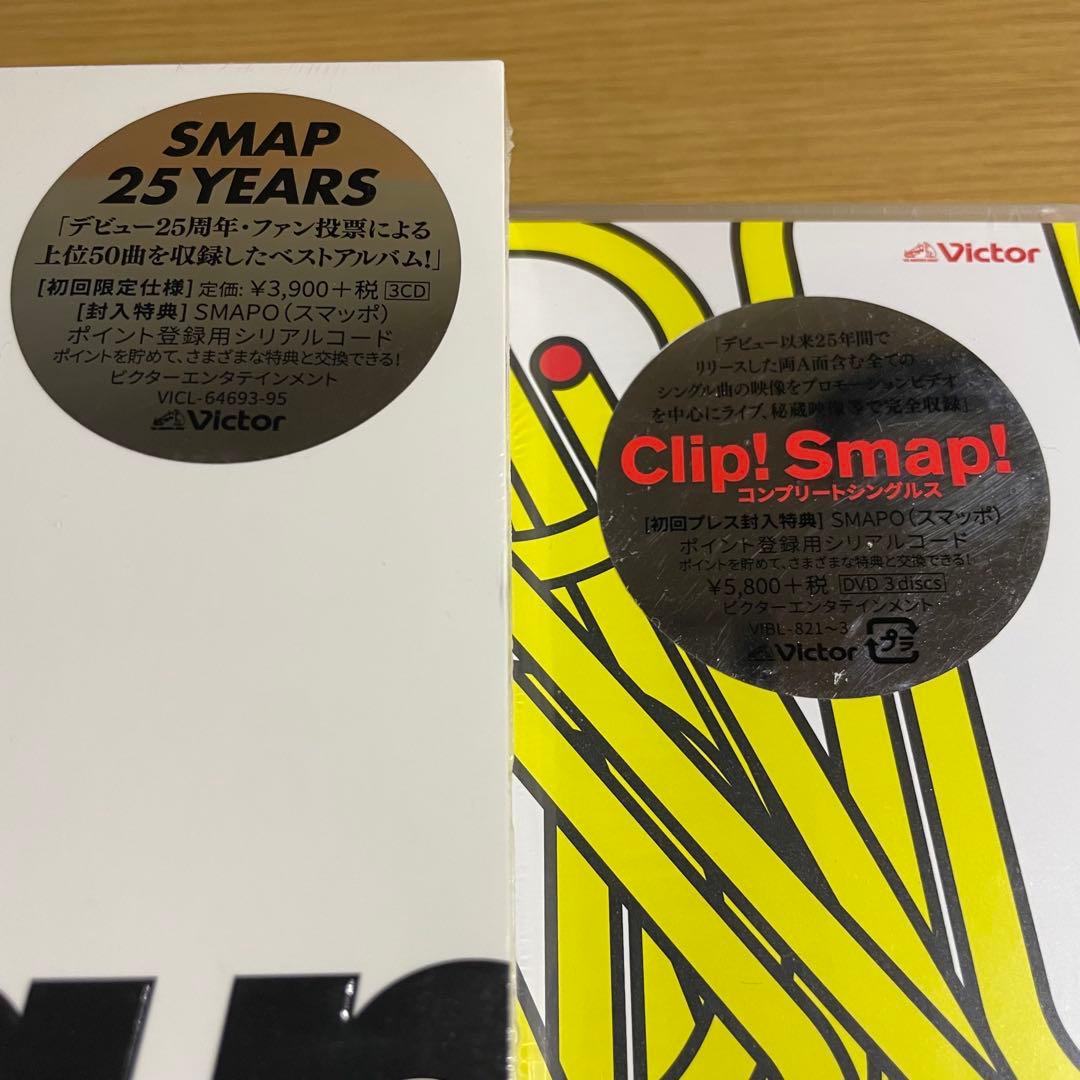 SMAP
25 YEARS
「デビュー25周年・ファン投票による
上位50曲を収録したベストアルバム!」
[初回限定仕様] 定価: ¥3,900+税 3CD
[封入特典] SMAPO(スマッポ)
ポイント登録用シリアルコード
ポイントを貯めて、さまざまな特典と交換できる!
ビクターエンタテインメント
VICL-64693-95
Victor
Victor
「デビュー以来25年間で
リリースした両A面含む全ての
シングル曲の映像をプロモーションビデオ
を中心にライブ、秘蔵映像等で完全収録」
Clip! Smap!
コンプリートシングルス
[初回プレス封入特典] SMAPO(スマッポ)
ポイント登録用シリアルコード
ポイントを貯めて、さまざまな特典と交換できる!
¥5,800+税 DVD 3 discs
ビクターエンタテインメント
VIBL-821~3
Victor プラ